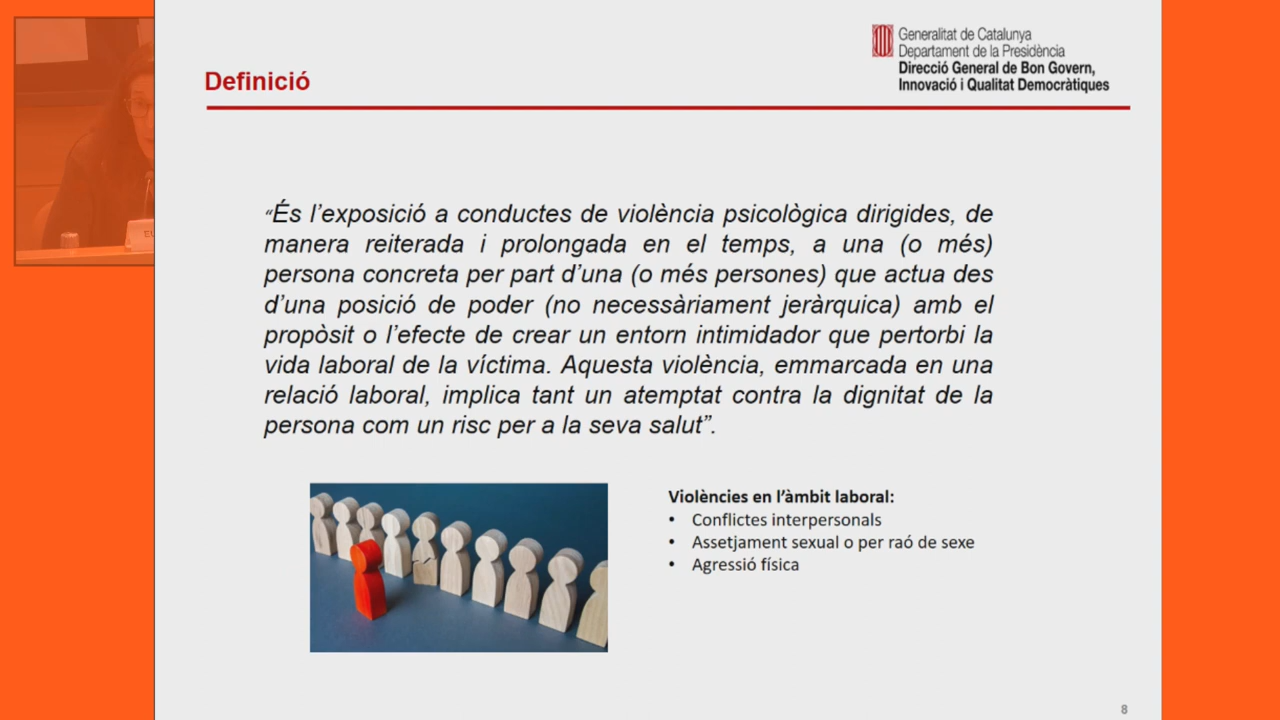 Generalitat de Catalunya
Departament de la Presidència
Direcció General de Bon Govern,
Innovació i Qualitat Democràtiques
Definició
“És l’exposició a conductes de violència psicològica dirigides, de
manera reiterada i prolongada en el temps, a una (o més)
persona concreta per part d’una (o més persones) que actua des
d’una posició de poder (no necessàriament jeràrquica) amb el
propòsit o l’efecte de crear un entorn intimidador que pertorbi la
vida laboral de la víctima. Aquesta violència, emmarcada en una
relació laboral, implica tant un atemptat contra la dignitat de la
persona com un risc per a la seva salut”.
Violències en l’àmbit laboral:
• Conflictes interpersonals
• Assetjament sexual o per raó de sexe
• Agressió física
8